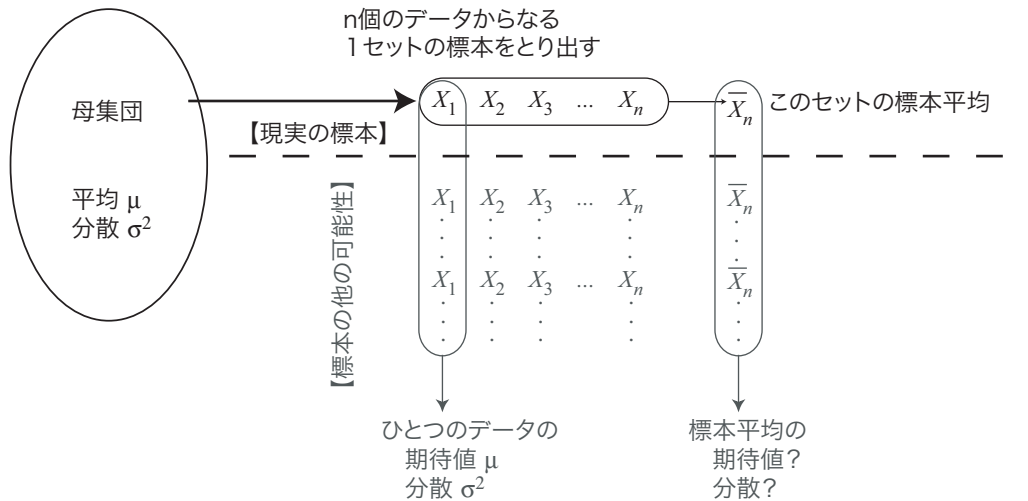 n個のデータからなる
1セットの標本をとり出す
母集団
平均 μ
分散 σ²
【現実の標本】
X₁ X₂ X₃ ... Xₙ
X̅ₙ
このセットの標本平均
【標本の他の可能性】
X₁ X₂ X₃ ... Xₙ X̅ₙ
X₁ X₂ X₃ ... Xₙ X̅ₙ
ひとつのデータの
期待値 μ
分散 σ²
標本平均の
期待値?
分散?